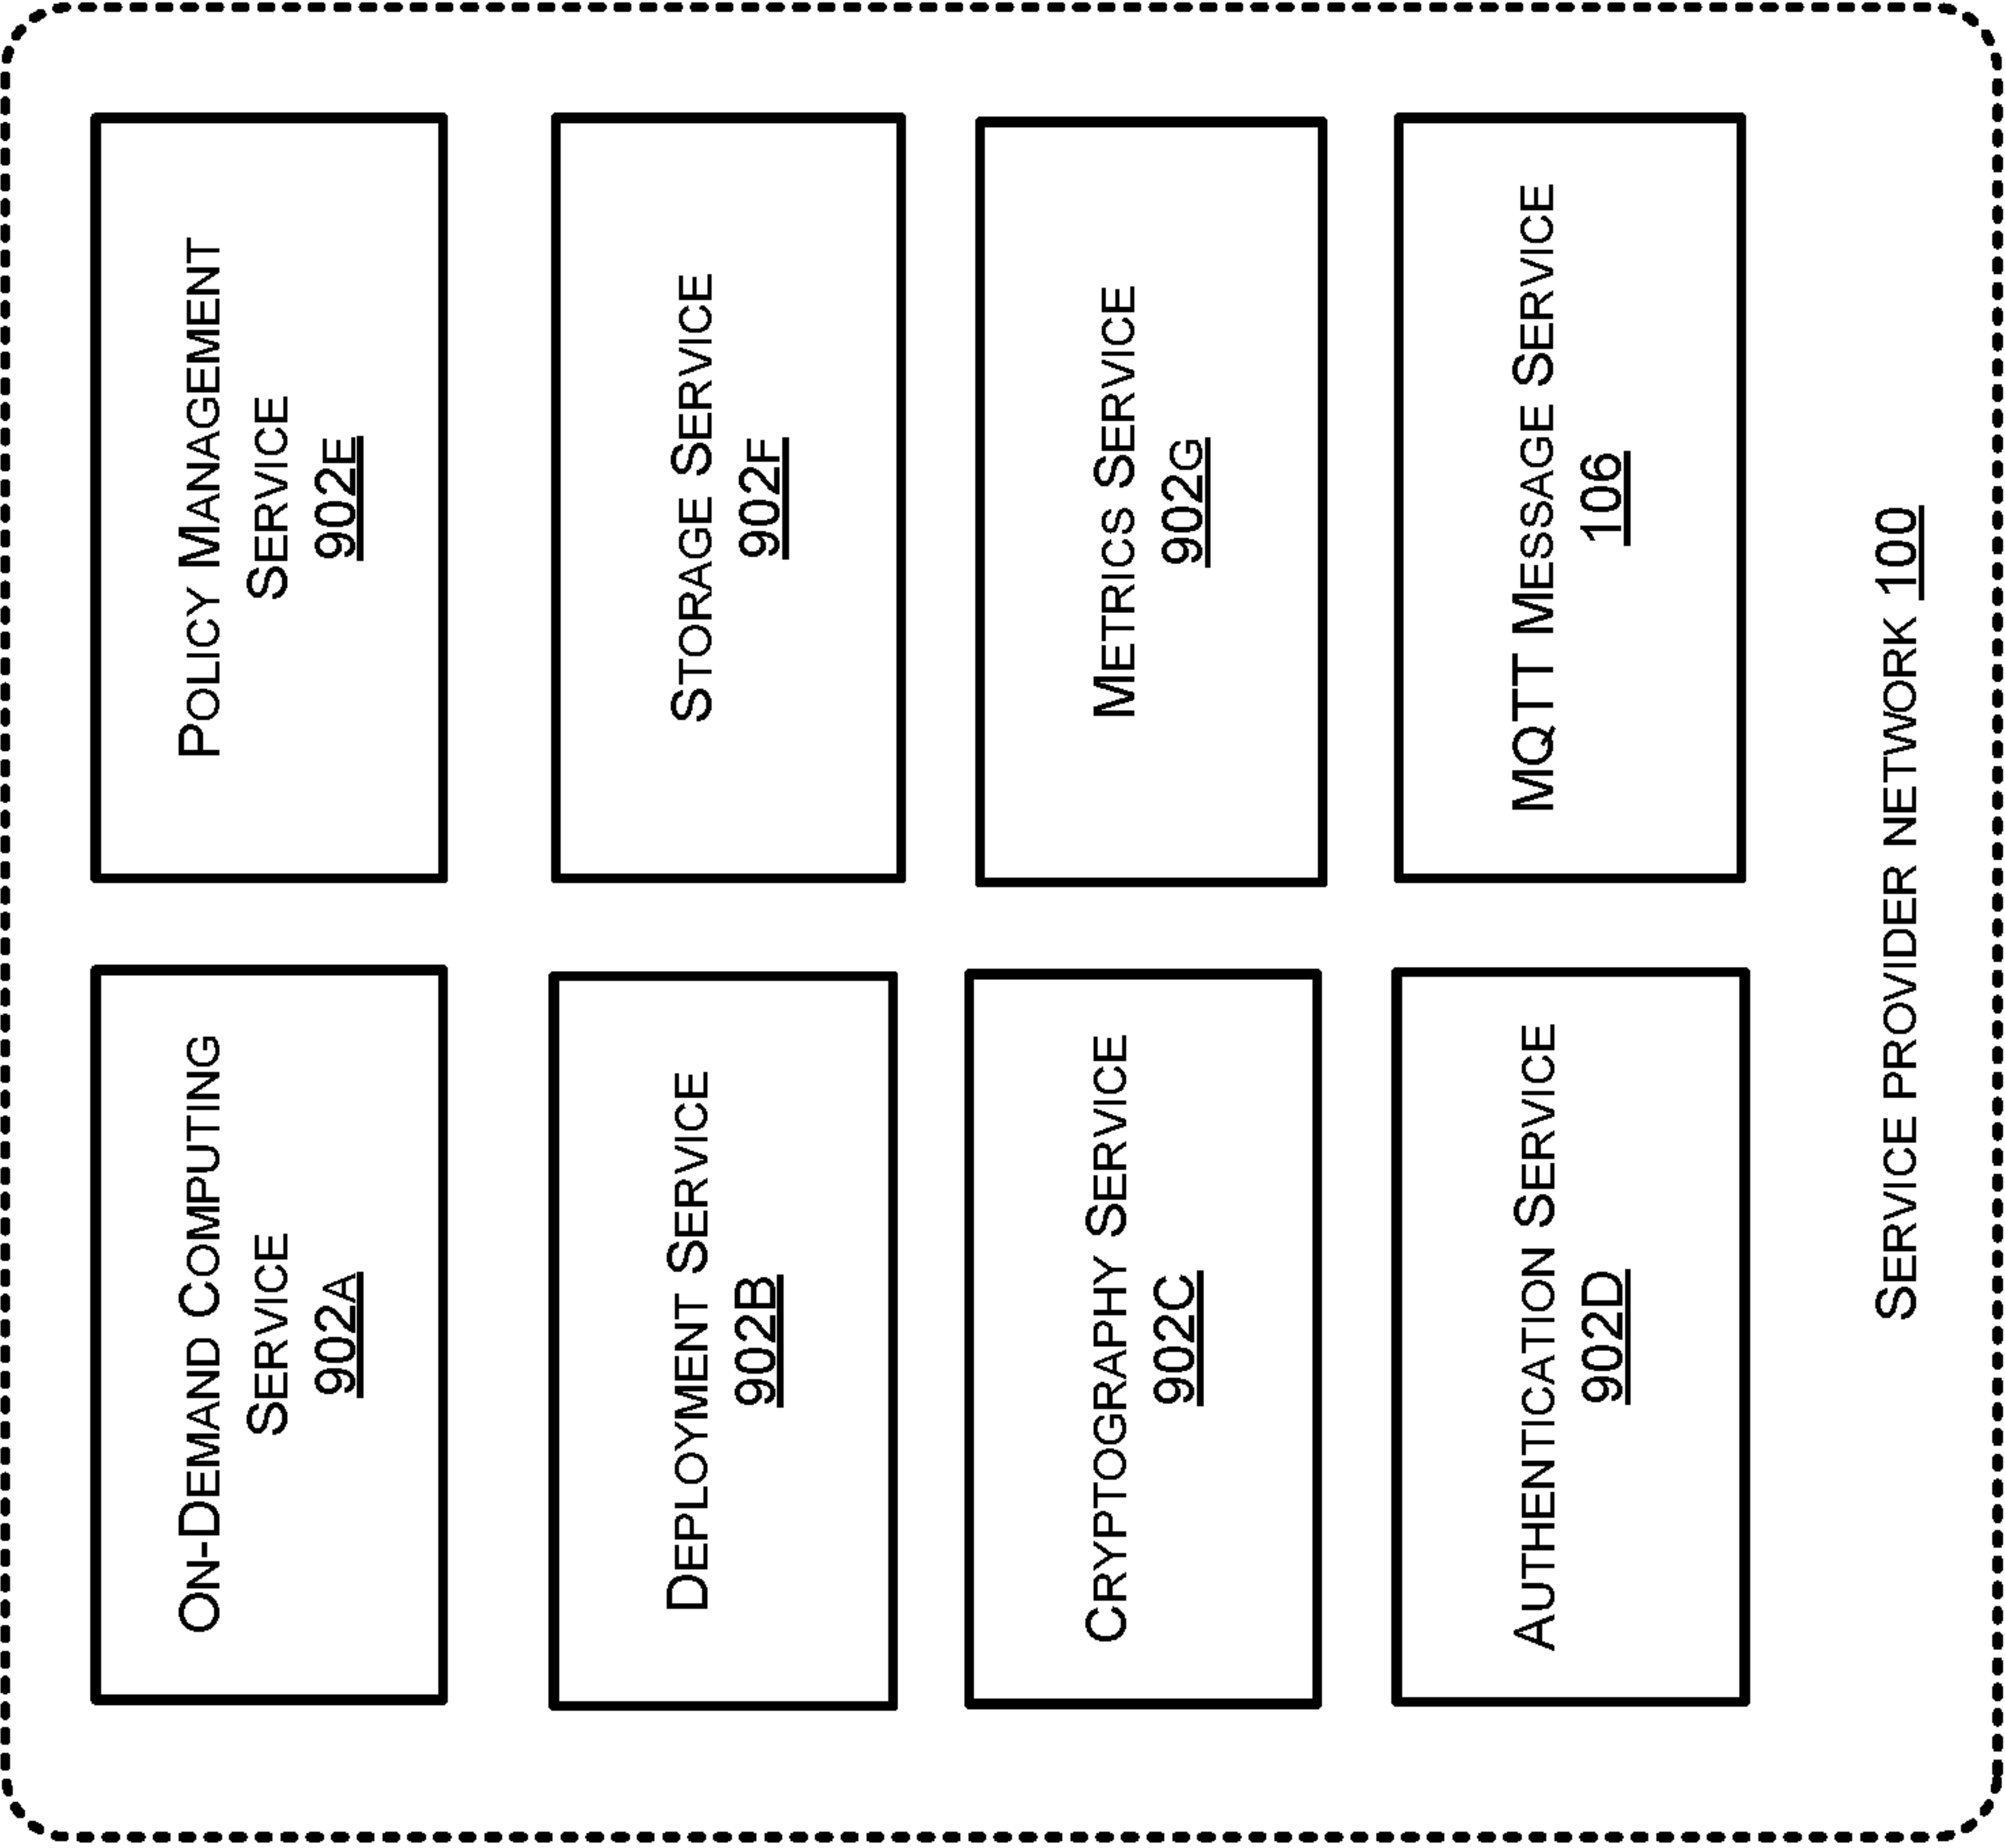 On-Demand Computing
Service
902A
Policy Management
Service
902E
Deployment Service
902B
Storage Service
902F
Cryptography Service
902C
Metrics Service
902G
Authentication Service
902D
MQTT Message Service
106
Service Provider Network 100